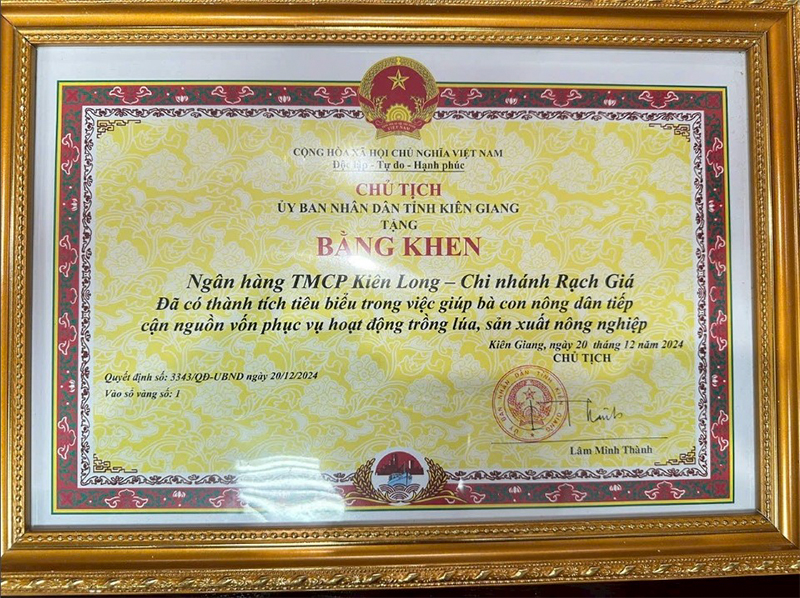 CỘNG HÒA XÃ HỘI CHỦ NGHĨA VIỆT NAM
Độc lập - Tự do - Hạnh phúc
CHỦ TỊCH
ỦY BAN NHÂN DÂN TỈNH KIÊN GIANG
TẶNG
BẰNG KHEN
Ngân hàng TMCP Kiên Long – Chi nhánh Rạch Giá
Đã có thành tích tiêu biểu trong việc giúp bà con nông dân tiếp
cận nguồn vốn phục vụ hoạt động trồng lúa, sản xuất nông nghiệp
Kiên Giang, ngày 20 tháng 12 năm 2024
CHỦ TỊCH
Quyết định số: 3343/QĐ-UBND ngày 20/12/2024
Vào sổ vàng số: 1
Lâm Minh Thành